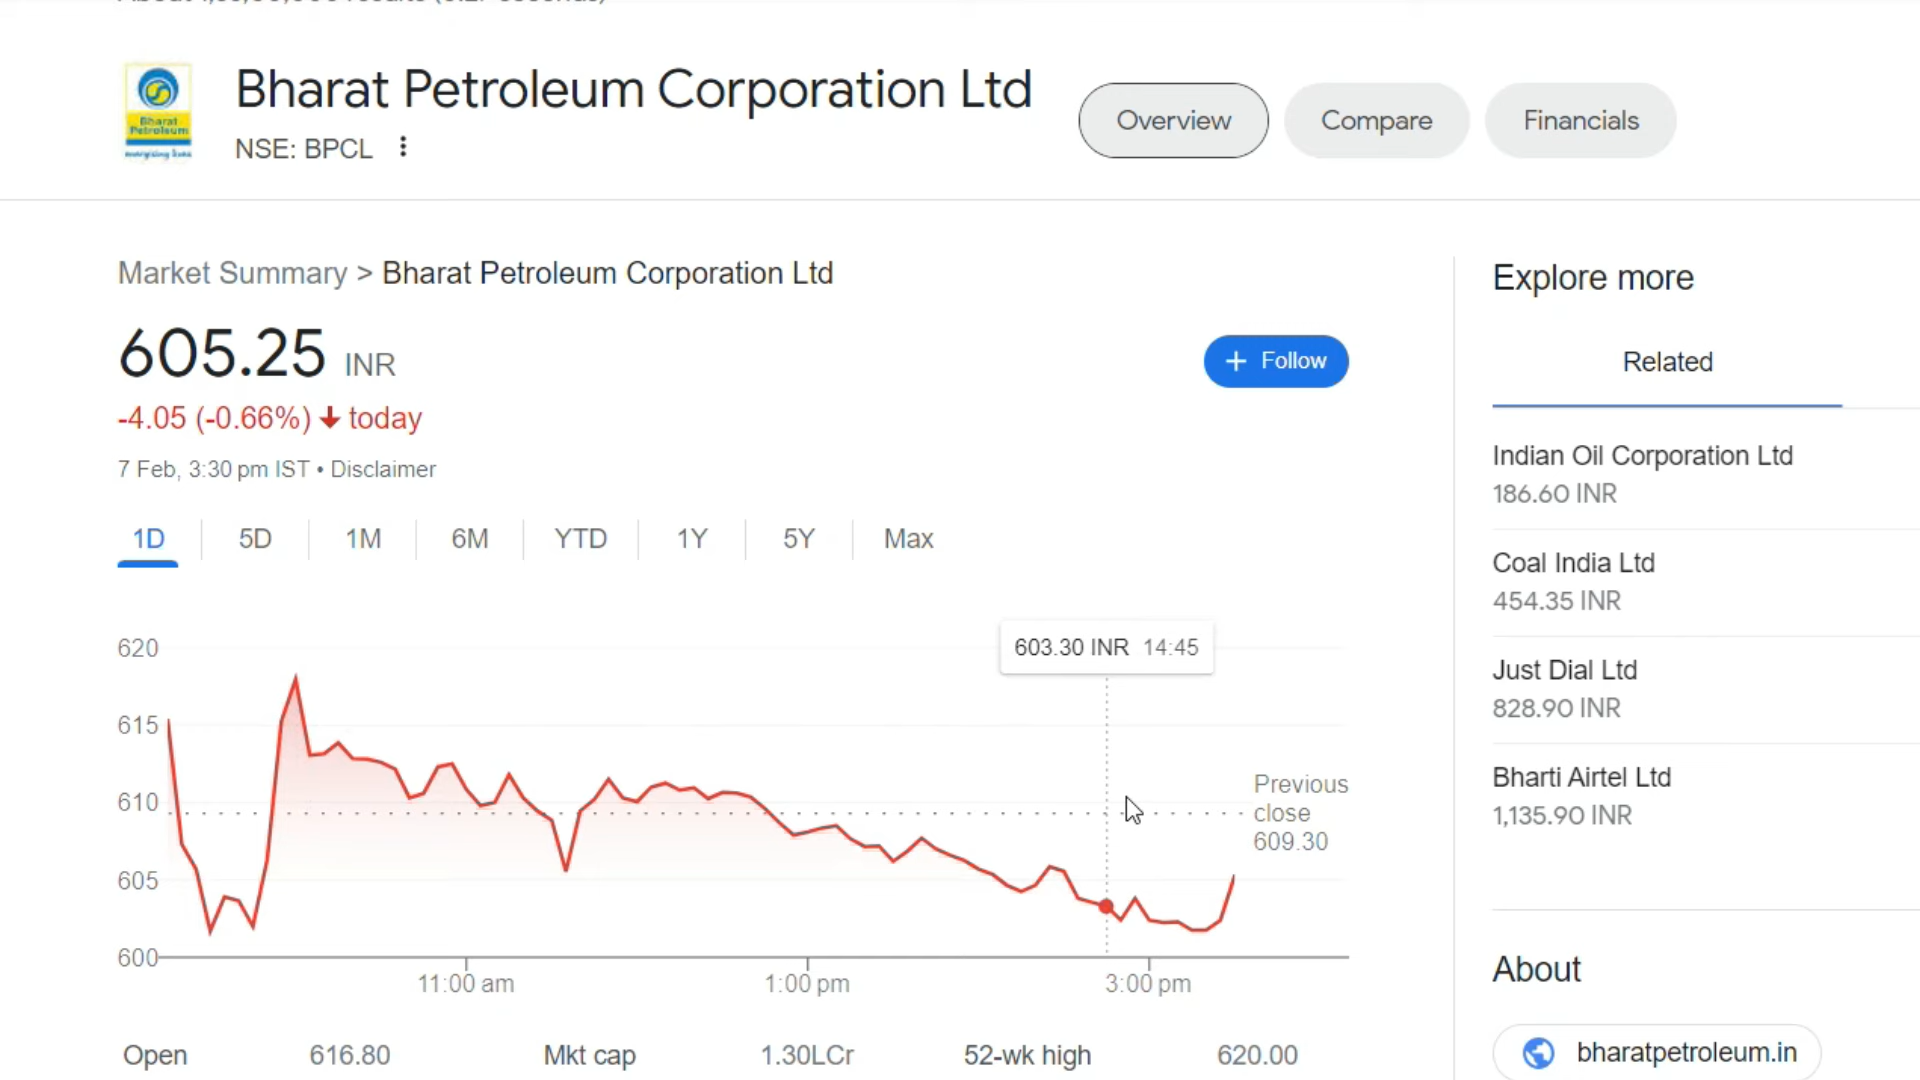 Bharat Petroleum Corporation Ltd
NSE: BPCL
Overview
Compare
Financials
Bharat
Petroleum
Market Summary > Bharat Petroleum Corporation Ltd
605.25 INR
-4.05 (-0.66%) ↓ today
7 Feb, 3:30 pm IST • Disclaimer
+ Follow
1D 5D 1M 6M YTD 1Y 5Y Max
603.30 INR 14:45
620
615
610
605
600
Previous
close
609.30
11:00 am 1:00 pm 3:00 pm
Open 616.80 Mkt cap 1.30LCr 52-wk high 620.00
Explore more
Related
Indian Oil Corporation Ltd
186.60 INR
Coal India Ltd
454.35 INR
Just Dial Ltd
828.90 INR
Bharti Airtel Ltd
1,135.90 INR
About
bharatpetroleum.in